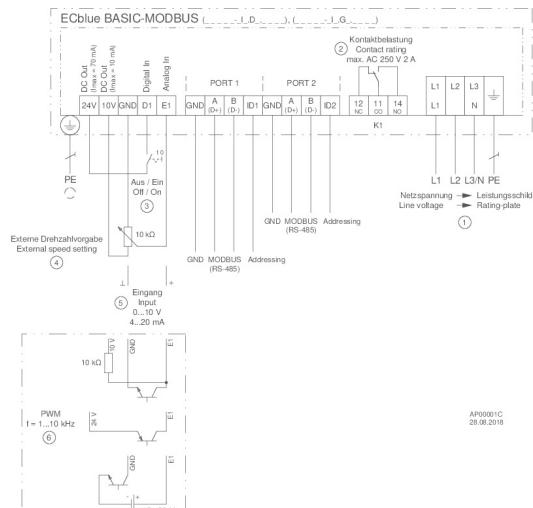 ECblue BASIC-MODBUS (_ _ _ _.-_I._D._._ _ _), (_ _ _ _.-_I._G._._ _ _)
Kontaktbelastung
② Contact rating
max. AC 250 V 2 A
DC Out
(Imax = 70 mA)
DC Out
(Imax = 10 mA)
Digital In
Analog In
PORT 1
PORT 2
24V 10V GND D1 E1
GND A (D+) B (D-) ID1 GND A (D+) B (D-) ID2
12 NC 11 CO 14 NO
K1
L1 L2 L3
L1 N
PE
1 0
Aus / Ein
Off / On
③
L1 L2 L3/N PE
Netzspannung Leistungsschild
Line voltage Rating-plate
①
GND MODBUS Addressing
(RS-485)
GND MODBUS Addressing
(RS-485)
10 kΩ
Externe Drehzahlvorgabe
External speed setting
④
⊥ +
⑤ Eingang
Input
0...10 V
4...20 mA
10 V
GND
E1
10 kΩ
PWM
f = 1...10 kHz
⑥
24 V
E1
GND
E1
- +
AP00001C
28.08.2018